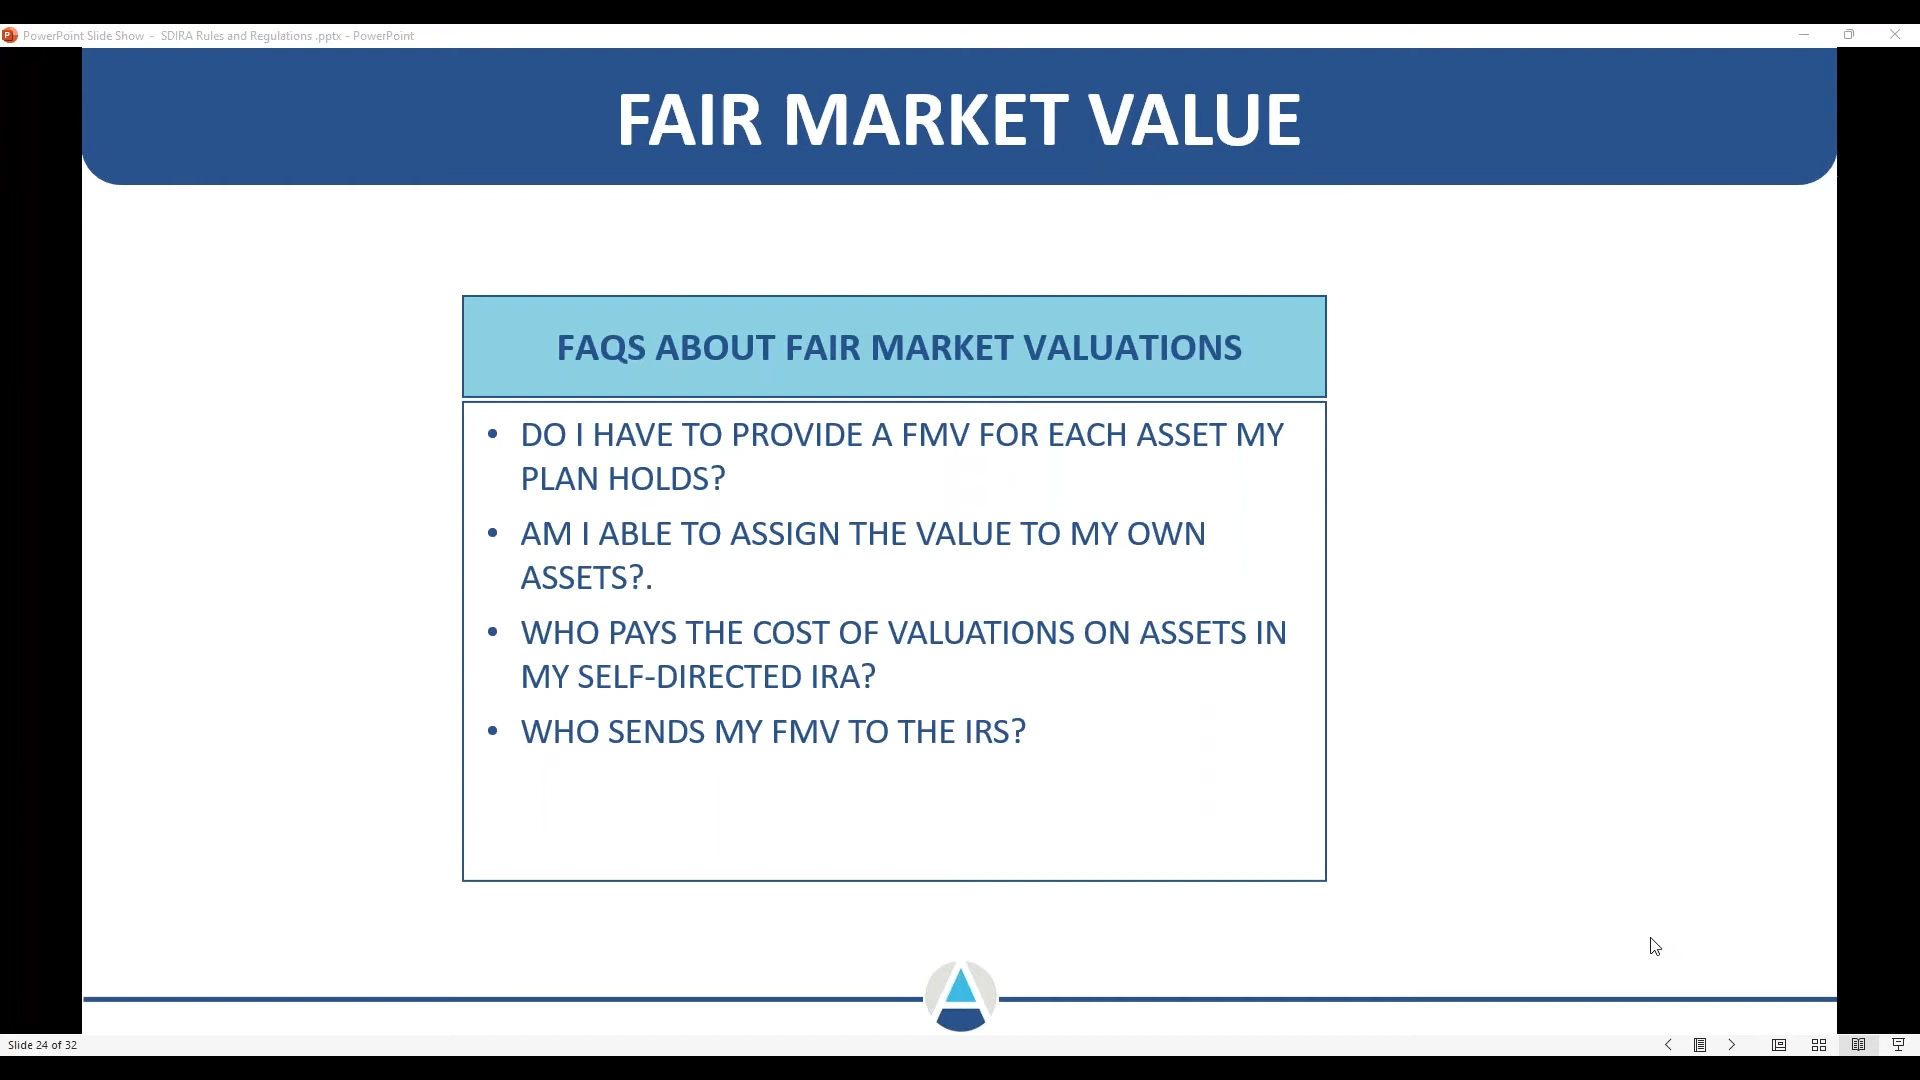 PowerPoint Slide Show - SDIRA Rules and Regulations .pptx - PowerPoint
FAIR MARKET VALUE
FAQS ABOUT FAIR MARKET VALUATIONS
• DO I HAVE TO PROVIDE A FMV FOR EACH ASSET MY
PLAN HOLDS?
• AM I ABLE TO ASSIGN THE VALUE TO MY OWN
ASSETS?.
• WHO PAYS THE COST OF VALUATIONS ON ASSETS IN
MY SELF-DIRECTED IRA?
• WHO SENDS MY FMV TO THE IRS?
Slide 24 of 32